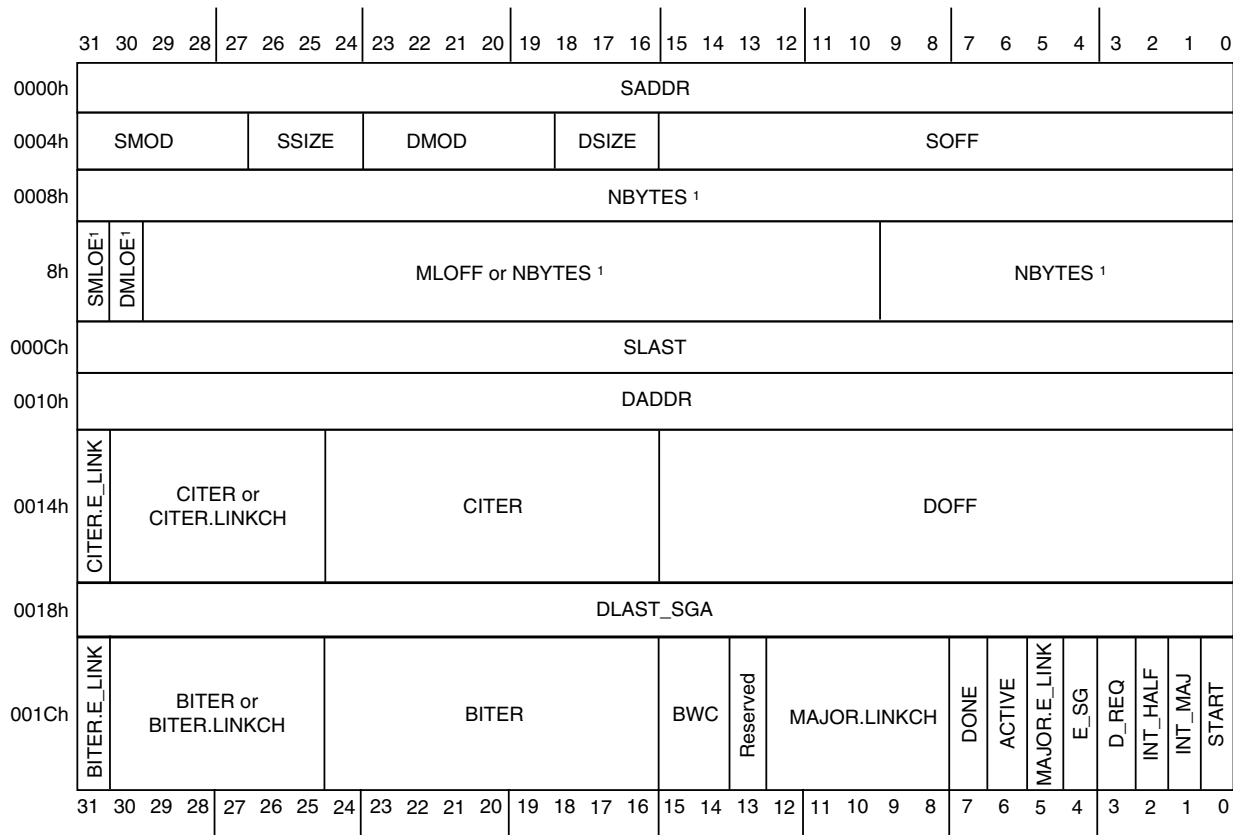 31 30 29 28 27 26 25 24 23 22 21 20 19 18 17 16 15 14 13 12 11 10 9 8 7 6 5 4 3 2 1 0
0000h SADDR
0004h SMOD SSIZE DMOD DSIZE SOFF
0008h NBYTES 1
8h SMLOE1 DMLOE1 MLOFF or NBYTES 1 NBYTES 1
000Ch SLAST
0010h DADDR
0014h CITER.E_LINK CITER or
CITER.LINKCH CITER DOFF
0018h DLAST_SGA
001Ch BITER.E_LINK BITER or
BITER.LINKCH BITER BWC Reserved MAJOR.LINKCH DONE ACTIVE MAJOR.E_LINK E_SG D_REQ INT_HALF INT_MAJ START
31 30 29 28 27 26 25 24 23 22 21 20 19 18 17 16 15 14 13 12 11 10 9 8 7 6 5 4 3 2 1 0